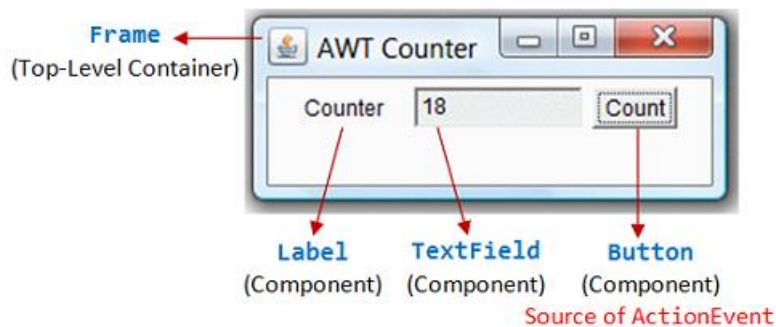 Frame
(Top-Level Container)
AWT Counter
Counter 18 Count
Label TextField Button
(Component) (Component) (Component)
Source of ActionEvent